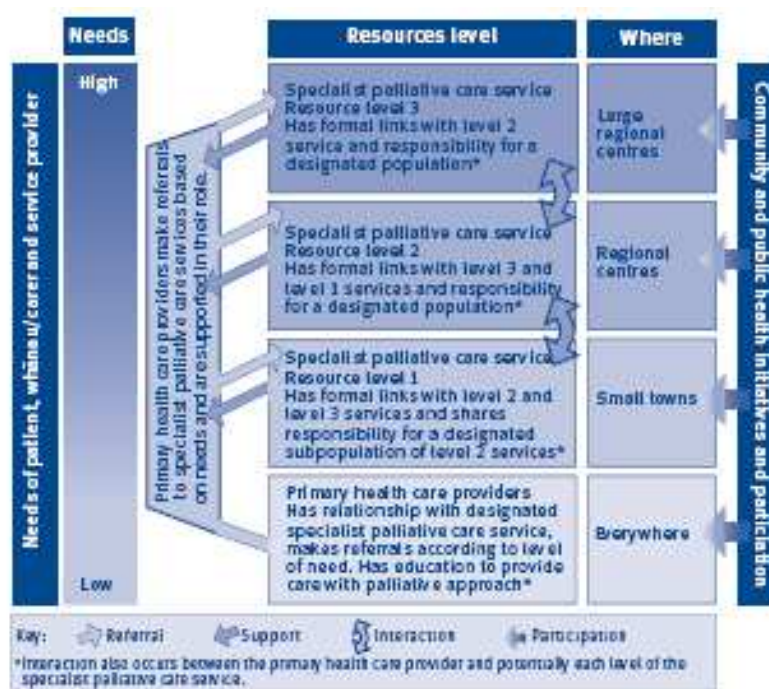 Needs
Resources level
Where
Needs of patient, whānau/carer and service provider
High
Low
Primary health care providers make referrals
to specialist palliative care services based
on needs and are supported in their role.
Specialist palliative care service
Resource level 3
Has formal links with level 2
service and responsibility for a
designated population*
Large
regional
centres
Specialist palliative care service
Resource level 2
Has formal links with level 3 and
level 1 services and responsibility
for a designated population*
Regional
centres
Specialist palliative care service
Resource level 1
Has formal links with level 2 and
level 3 services and shares
responsibility for a designated
subpopulation of level 2 services*
Small towns
Primary health care providers
Has relationship with designated
specialist palliative care service,
makes referrals according to level
of need. Has education to provide
care with palliative approach*
Everywhere
Community and public health initiatives and participation
Key: Referral Support Interaction Participation
*Interaction also occurs between the primary health care provider and potentially each level of the
specialist palliative care service.